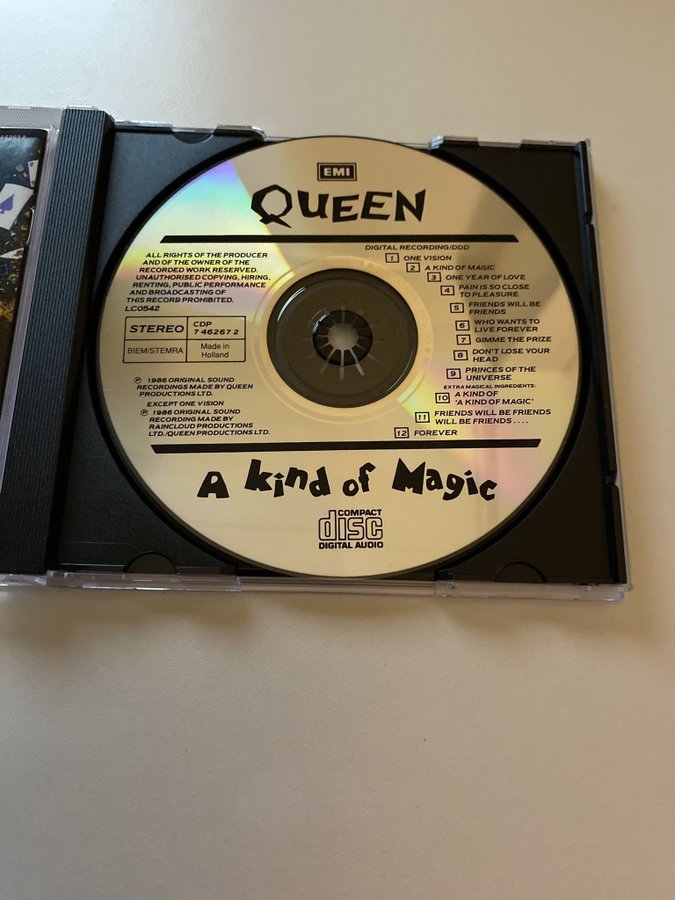 EMI
QUEEN
ALL RIGHTS OF THE PRODUCER
AND OF THE OWNER OF THE
RECORDED WORK RESERVED.
UNAUTHORISED COPYING, HIRING,
RENTING, PUBLIC PERFORMANCE
AND BROADCASTING OF
THIS RECORD PROHIBITED.
LC0542
STEREO
CDP
7 46267 2
BIEM/STEMRA
Made in
Holland
℗ 1986 ORIGINAL SOUND
RECORDINGS MADE BY QUEEN
PRODUCTIONS LTD.
EXCEPT ONE VISION
℗ 1986 ORIGINAL SOUND
RECORDING MADE BY
RAINCLOUD PRODUCTIONS
LTD./QUEEN PRODUCTIONS LTD.
DIGITAL RECORDING/DDD
1 ONE VISION
2 A KIND OF MAGIC
3 ONE YEAR OF LOVE
4 PAIN IS SO CLOSE
TO PLEASURE
5 FRIENDS WILL BE
FRIENDS
6 WHO WANTS TO
LIVE FOREVER
7 GIMME THE PRIZE
8 DON'T LOSE YOUR
HEAD
9 PRINCES OF THE
UNIVERSE
EXTRA MAGICAL INGREDIENTS:
10 A KIND OF
'A KIND OF MAGIC'
11 FRIENDS WILL BE FRIENDS
WILL BE FRIENDS ....
12 FOREVER
A kind of Magic
COMPACT
disc
DIGITAL AUDIO